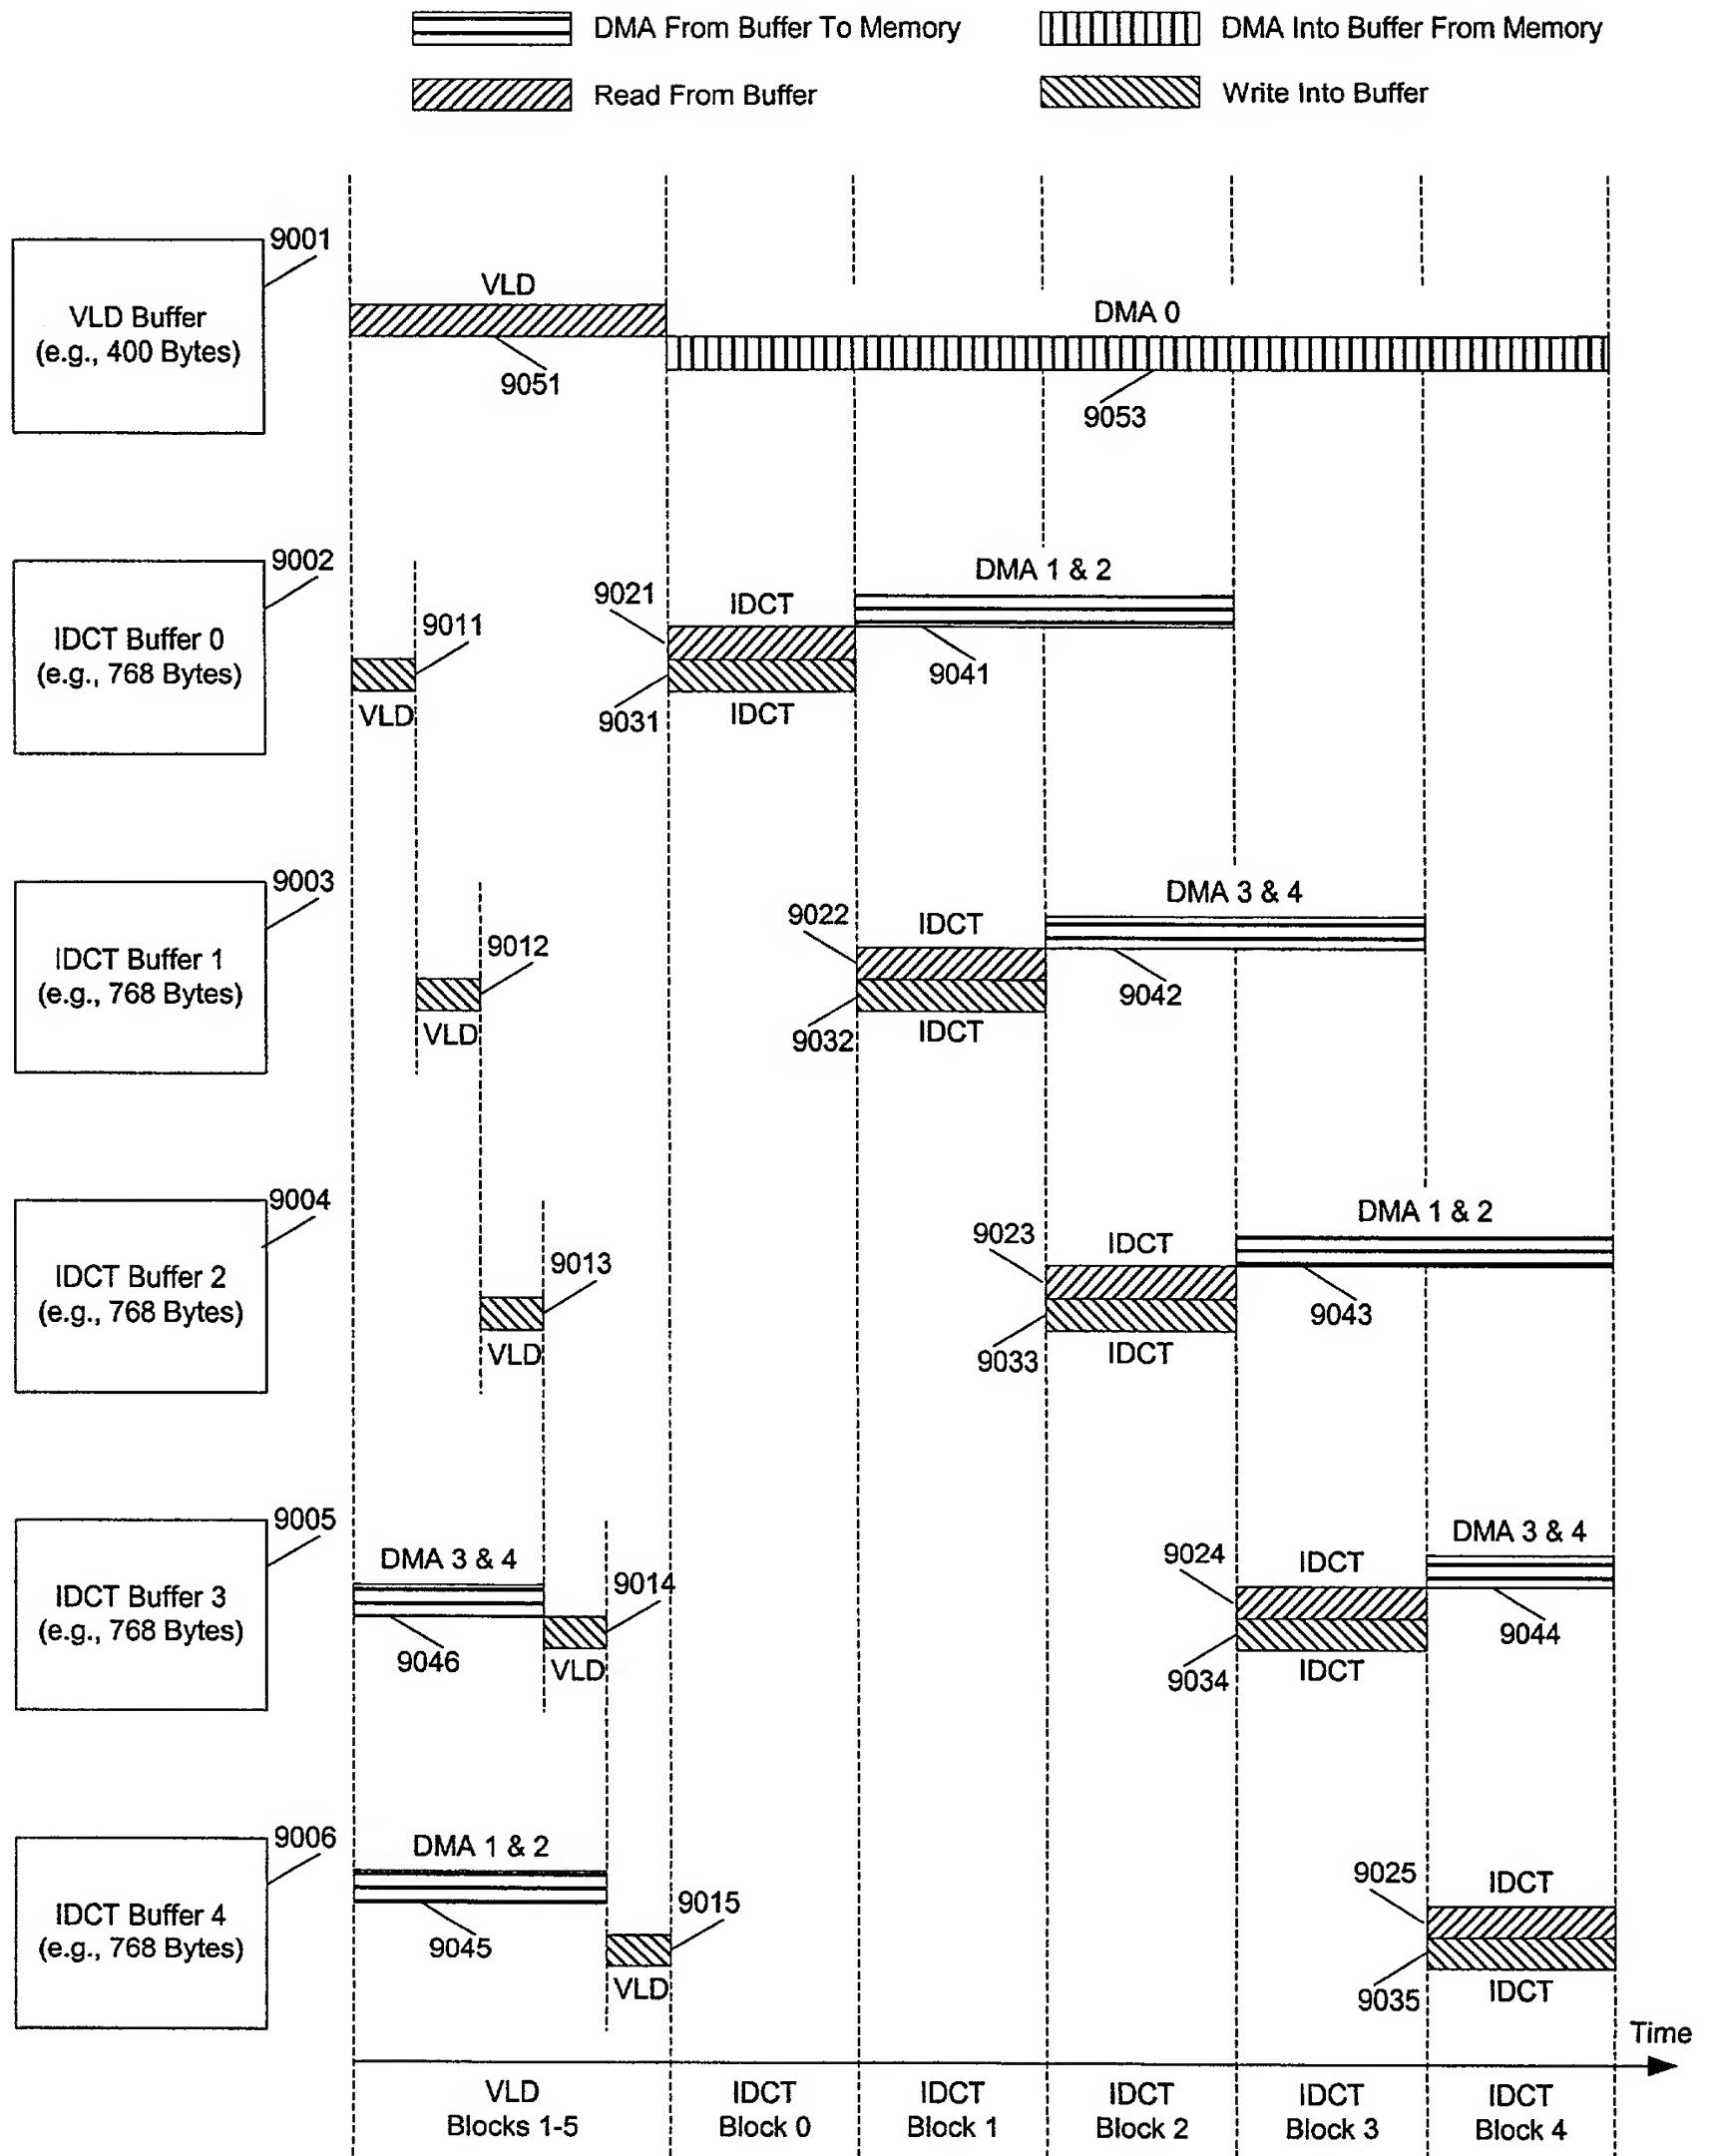 DMA From Buffer To Memory
DMA Into Buffer From Memory
Read From Buffer
Write Into Buffer
9001
VLD Buffer
(e.g., 400 Bytes)
VLD
9051
DMA 0
9053
9002
IDCT Buffer 0
(e.g., 768 Bytes)
9011
VLD
9021
IDCT
9031
IDCT
DMA 1 & 2
9041
9003
IDCT Buffer 1
(e.g., 768 Bytes)
9012
VLD
9022
IDCT
9032
IDCT
DMA 3 & 4
9042
9004
IDCT Buffer 2
(e.g., 768 Bytes)
9013
VLD
9023
IDCT
9033
IDCT
DMA 1 & 2
9043
9005
IDCT Buffer 3
(e.g., 768 Bytes)
DMA 3 & 4
9046
9014
VLD
9024
IDCT
9034
IDCT
DMA 3 & 4
9044
9006
IDCT Buffer 4
(e.g., 768 Bytes)
DMA 1 & 2
9045
9015
VLD
9025
IDCT
9035
IDCT
Time
VLD
Blocks 1-5
IDCT
Block 0
IDCT
Block 1
IDCT
Block 2
IDCT
Block 3
IDCT
Block 4